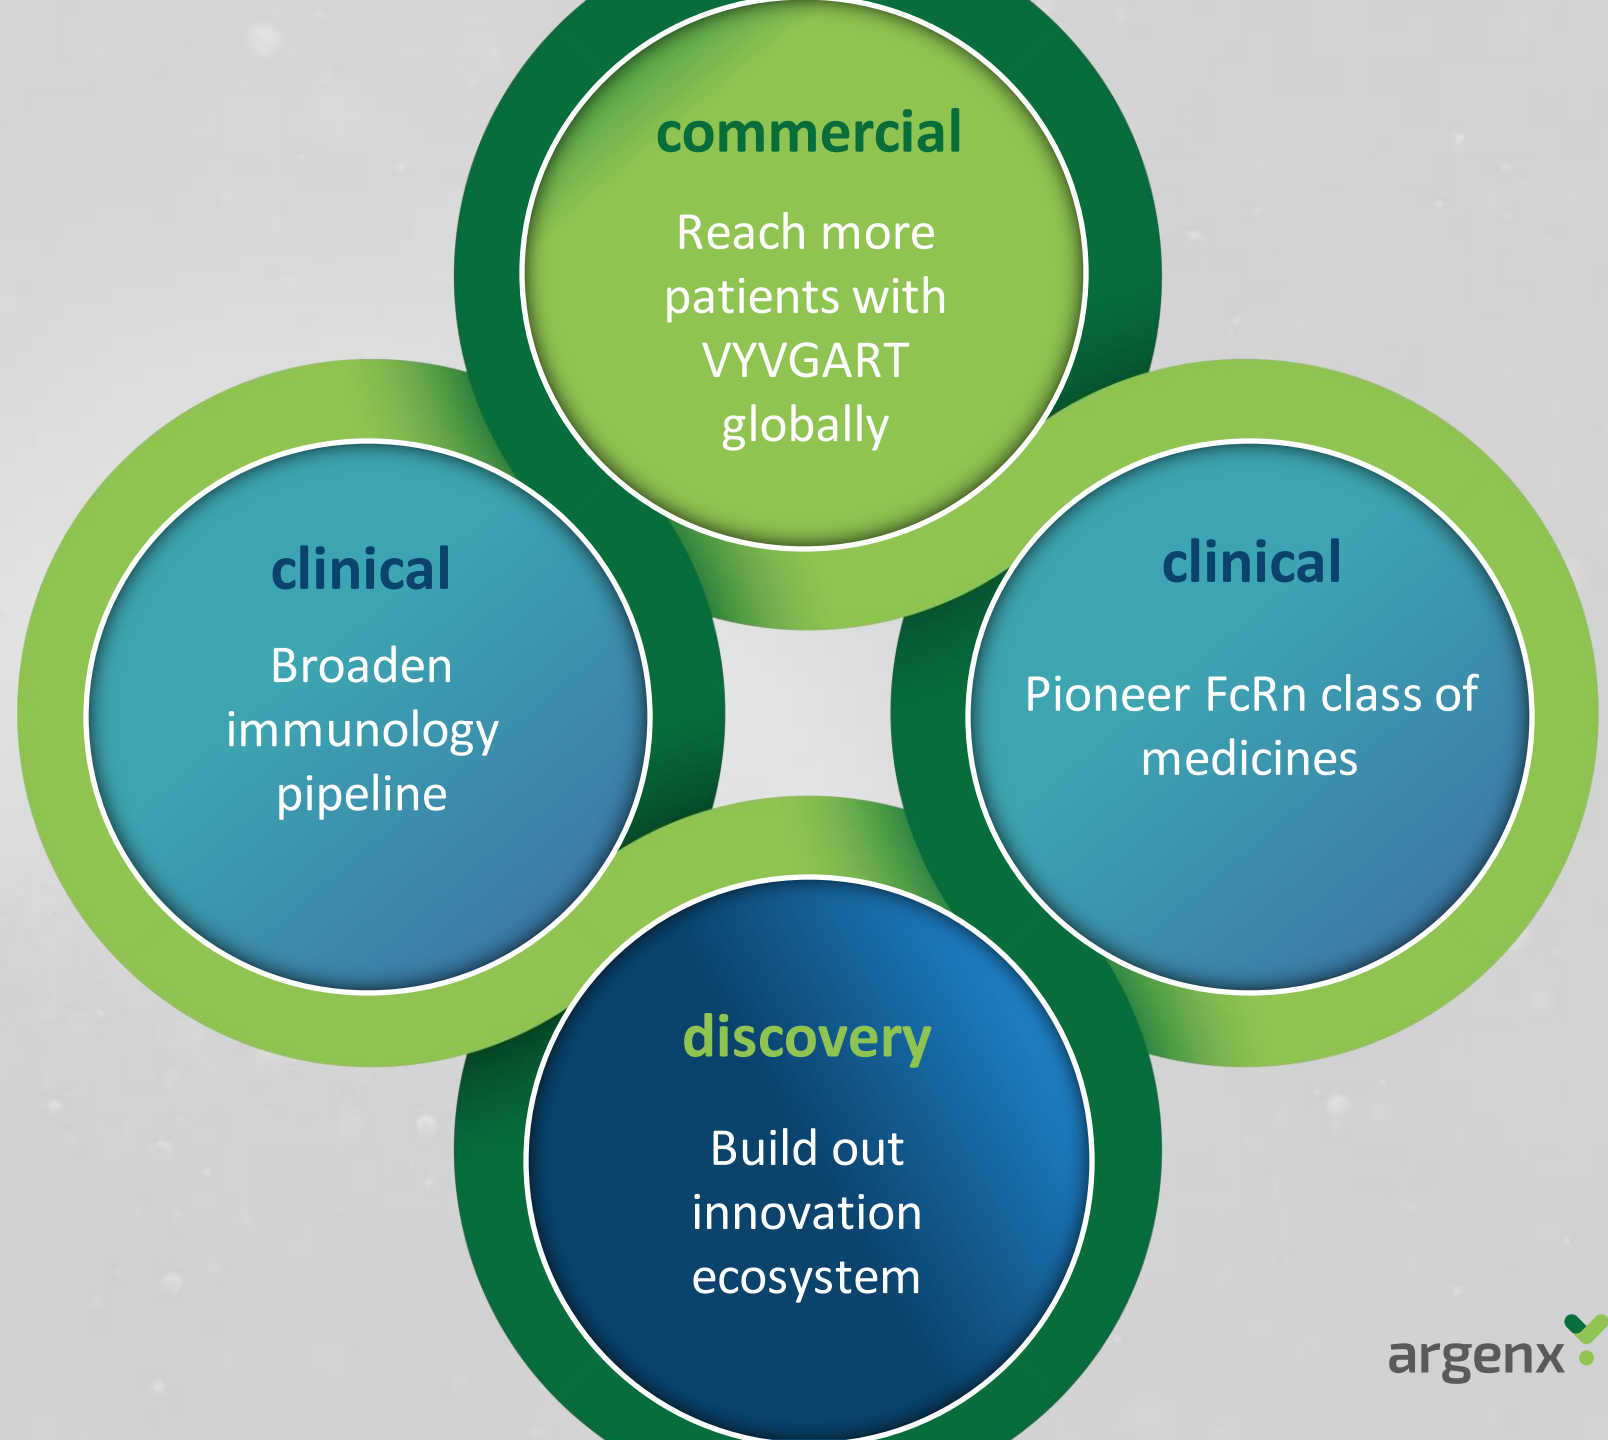 commercial
Reach more
patients with
VYVGART
globally
clinical
Broaden
immunology
pipeline
clinical
Pioneer FcRn class of
medicines
discovery
Build out
innovation
ecosystem
argenx